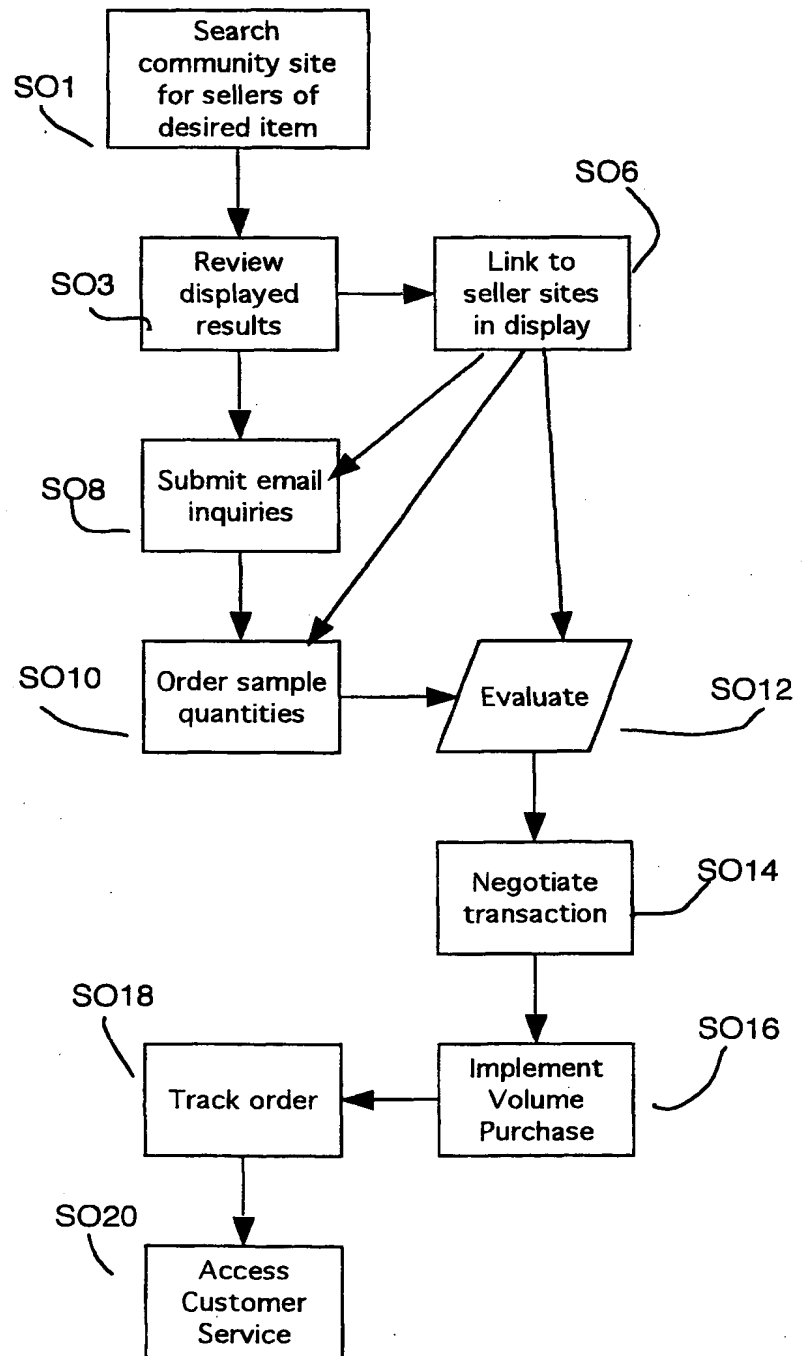 Search
community site
for sellers of
desired item
SO1
SO6
Review
displayed
results
Link to
seller sites
in display
SO3
Submit email
inquiries
SO8
Order sample
quantities
SO10
Evaluate
SO12
Negotiate
transaction
SO14
SO18
SO16
Track order
Implement
Volume
Purchase
SO20
Access
Customer
Service